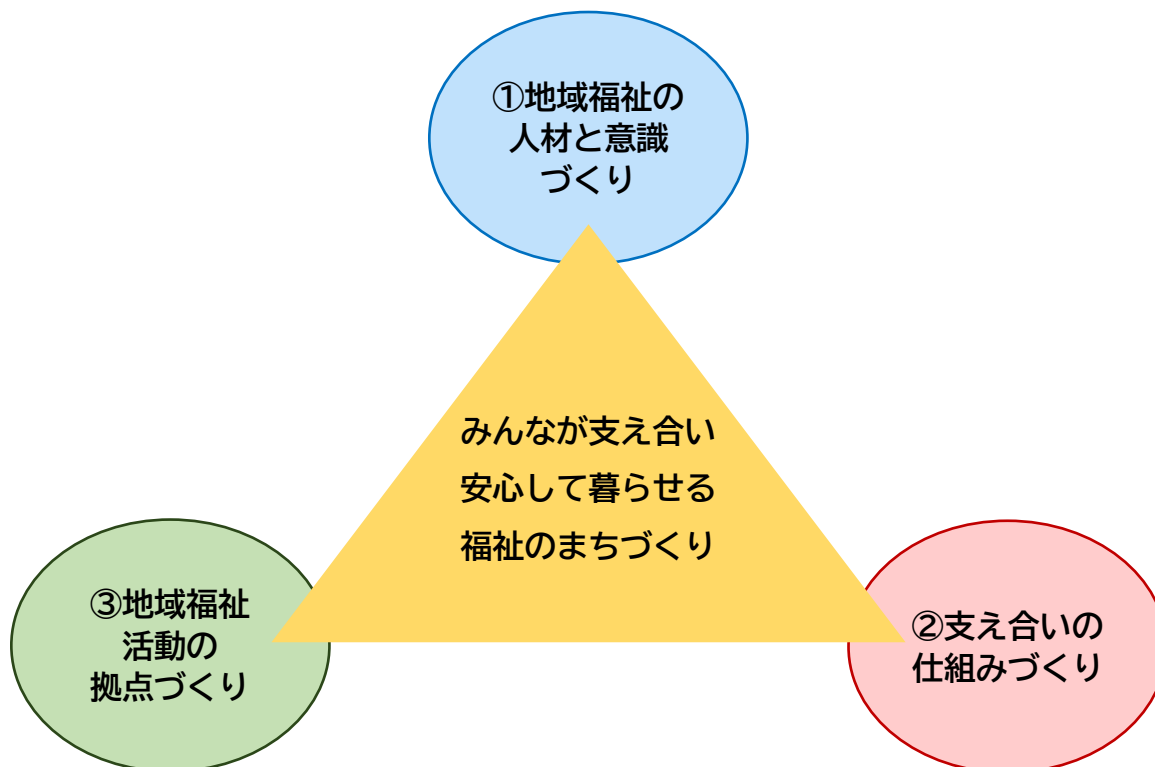 ①地域福祉の
人材と意識
づくり
みんなが支え合い
安心して暮らせる
福祉のまちづくり
③地域福祉
活動の
拠点づくり
②支え合いの
仕組みづくり